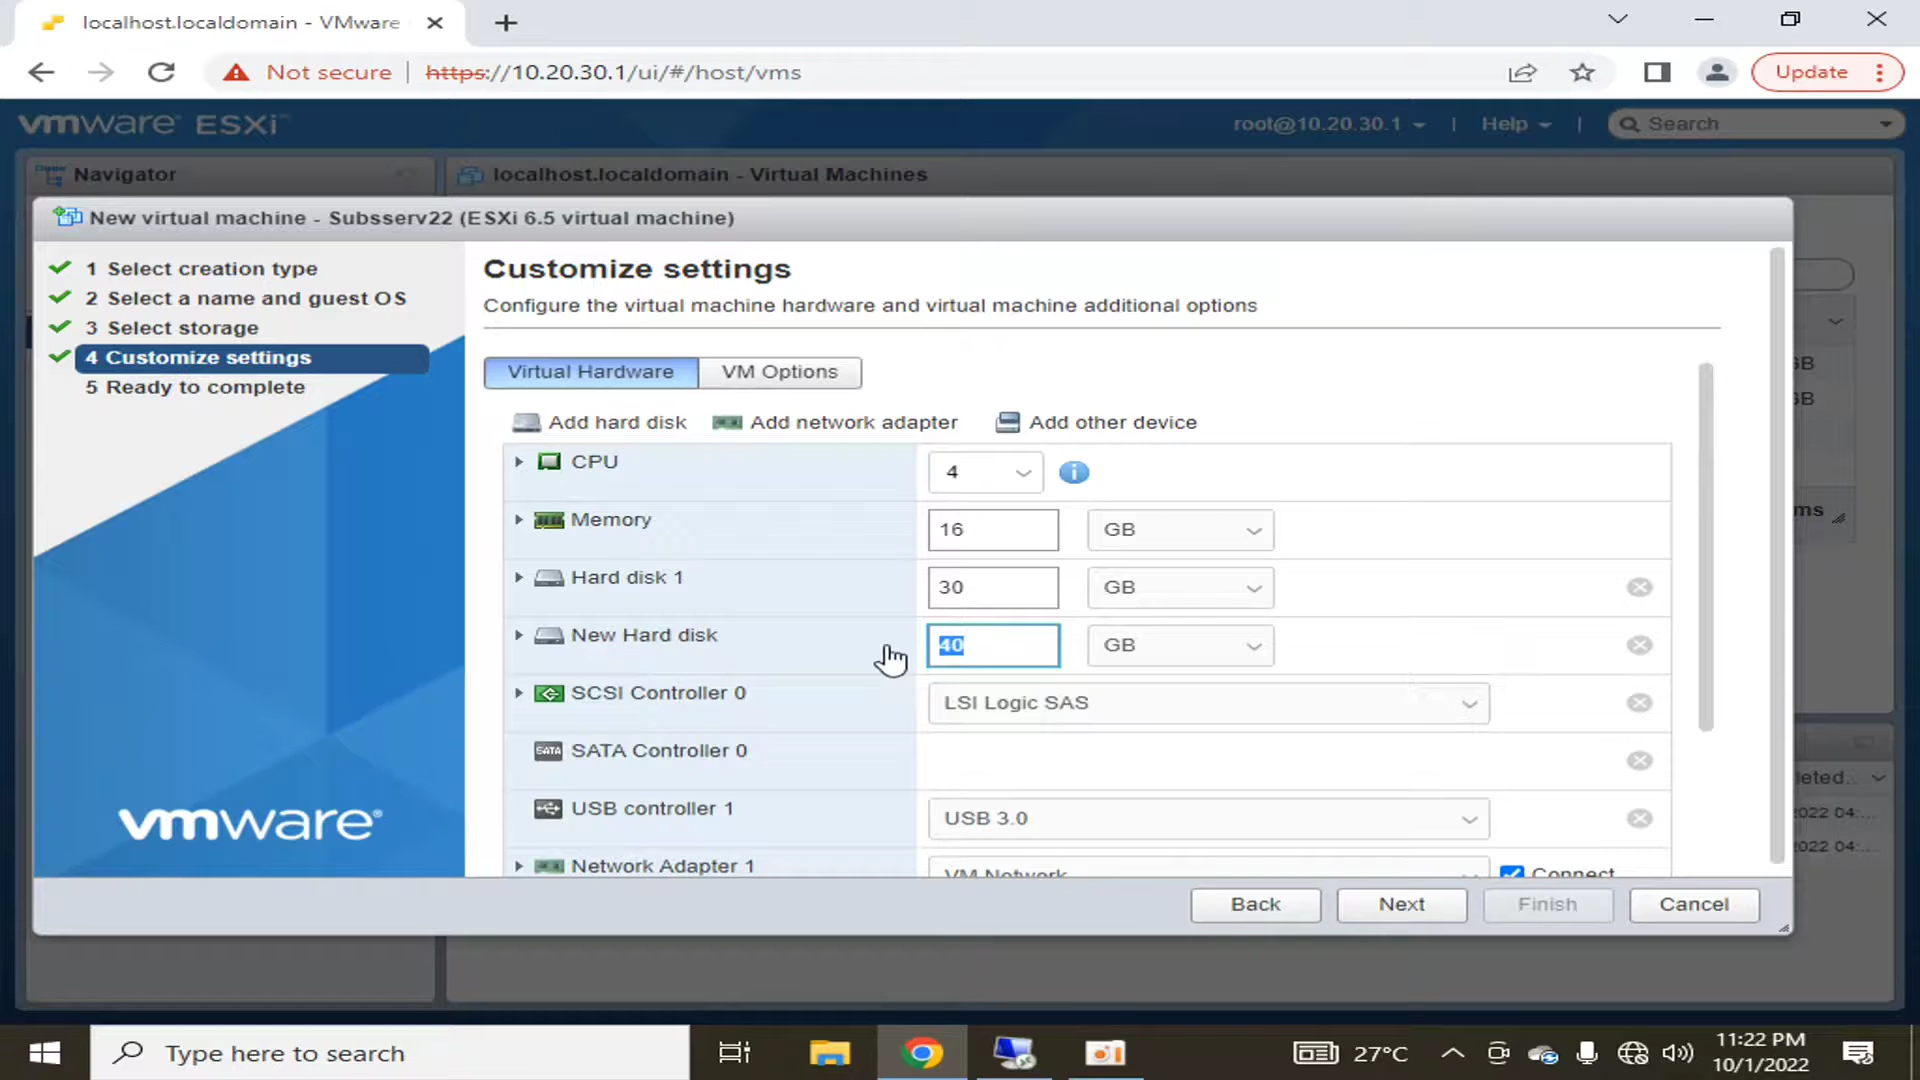 localhost.localdomain - VMware
Not secure
https://10.20.30.1/ui/#/host/vms
Update
vmware ESXi
root@10.20.30.1
Help
Search
Navigator
localhost.localdomain - Virtual Machines
New virtual machine - Subsserv22 (ESXi 6.5 virtual machine)
1 Select creation type
2 Select a name and guest OS
3 Select storage
4 Customize settings
5 Ready to complete
Customize settings
Configure the virtual machine hardware and virtual machine additional options
Virtual Hardware
VM Options
Add hard disk
Add network adapter
Add other device
CPU
4
Memory
16
GB
Hard disk 1
30
GB
New Hard disk
40
GB
SCSI Controller 0
LSI Logic SAS
SATA
SATA Controller 0
USB controller 1
USB 3.0
Network Adapter 1
VM Network
Connect
vmware
Back
Next
Finish
Cancel
Type here to search
27°C
11:22 PM
10/1/2022